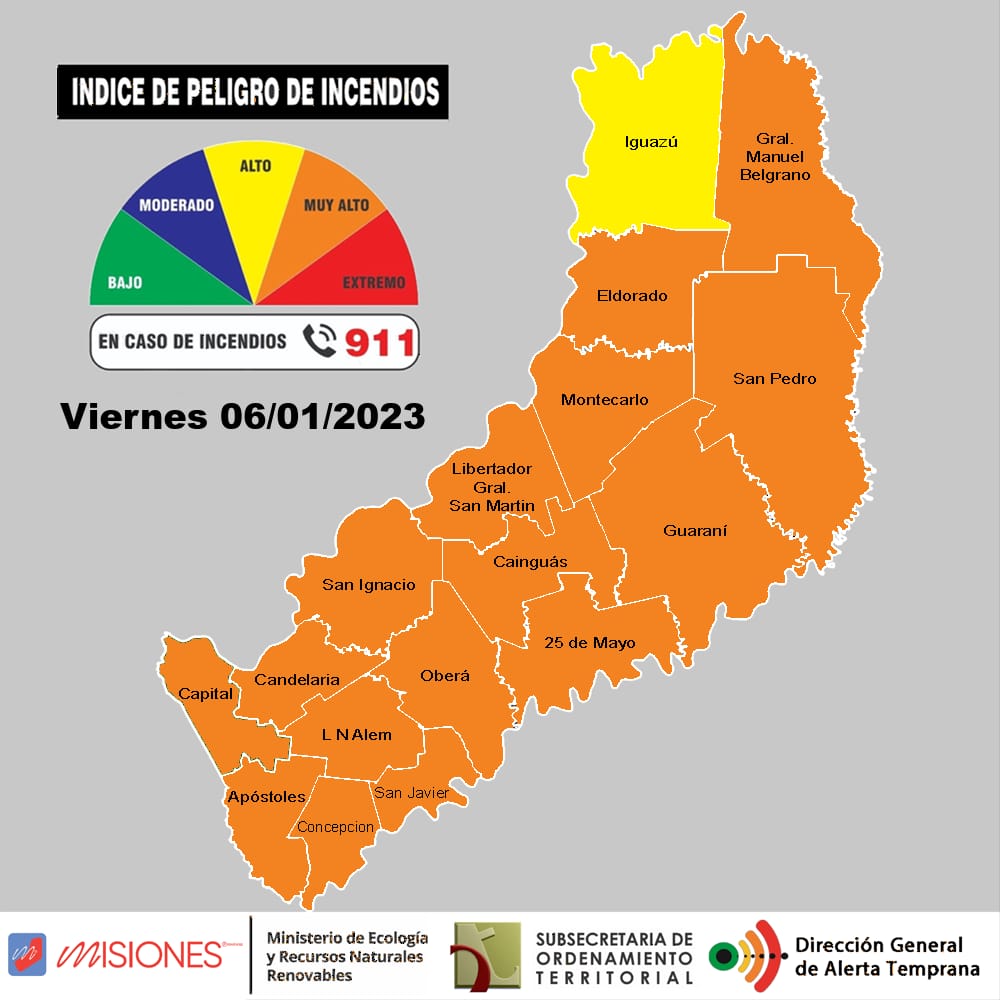 INDICE DE PELIGRO DE INCENDIOS
BAJO
MODERADO
ALTO
MUY ALTO
EXTREMO
EN CASO DE INCENDIOS 911
Viernes 06/01/2023
Iguazú
Gral.
Manuel
Belgrano
Eldorado
San Pedro
Montecarlo
Libertador
Gral.
San Martin
Guaraní
Cainguás
San Ignacio
25 de Mayo
Oberá
Candelaria
Capital
L N Alem
Apóstoles
San Javier
Concepcion
MISIONES
Ministerio de Ecología
y Recursos Naturales
Renovables
SUBSECRETARIA DE
ORDENAMIENTO
TERRITORIAL
Dirección General
de Alerta Temprana